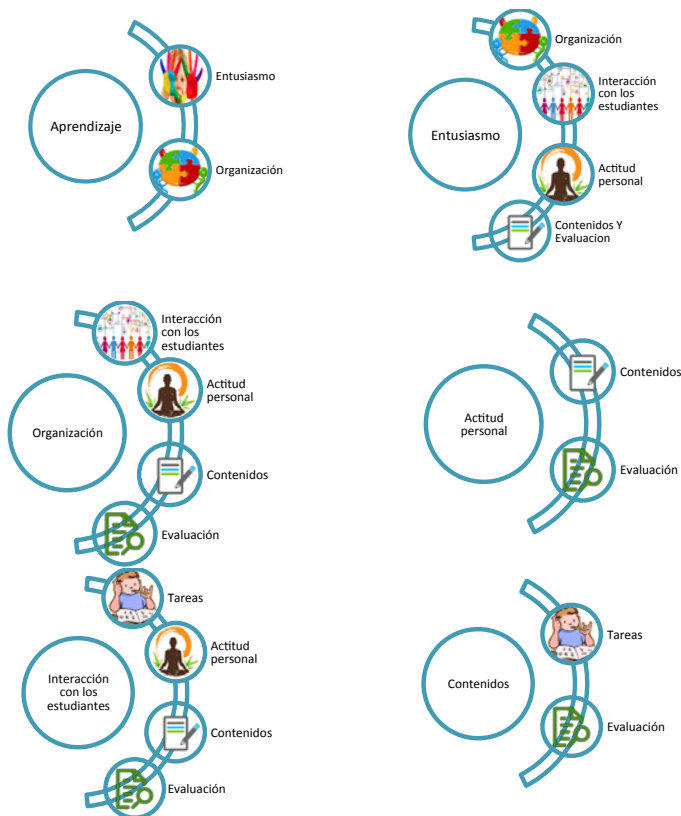 Aprendizaje
Entusiasmo
Organización
Entusiasmo
Organización
Interacción
con los
estudiantes
Actitud
personal
Contenidos Y
Evaluacion
Organización
Interacción
con los
estudiantes
Actitud
personal
Contenidos
Evaluación
Actitud
personal
Contenidos
Evaluación
Interacción
con los
estudiantes
Tareas
Actitud
personal
Contenidos
Evaluación
Contenidos
Tareas
Evaluación